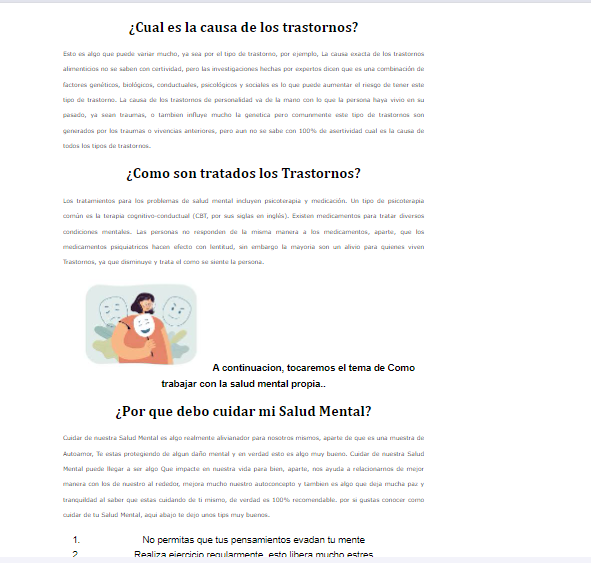 ¿Cual es la causa de los trastornos?
Esto es algo que puede variar mucho, ya sea por el tipo de trastorno, por ejemplo, La causa exacta de los trastornos
alimenticios no se saben con certividad, pero las investigaciones hechas por expertos dicen que es una combinación de
factores genéticos, biológicos, conductuales, psicológicos y sociales es lo que puede aumentar el riesgo de tener este
tipo de trastorno. La causa de los trastornos de personalidad va de la mano con lo que la persona haya vivio en su
pasado, ya sean traumas, o tambien influye mucho la genetica pero comunmente este tipo de trastornos son
generados por los traumas o vivencias anteriores, pero aun no se sabe con 100% de asertividad cual es la causa de
todos los tipos de trastornos.
¿Como son tratados los Trastornos?
Los tratamientos para los problemas de salud mental incluyen psicoterapia y medicación. Un tipo de psicoterapia
común es la terapia cognitivo-conductual (CBT, por sus siglas en inglés). Existen medicamentos para tratar diversos
condiciones mentales. Las personas no responden de la misma manera a los medicamentos, aparte, que los
medicamentos psiquiatricos hacen efecto con lentitud, sin embargo la mayoria son un alivio para quienes viven
Trastornos, ya que disminuye y trata el como se siente la persona.
A continuacion, tocaremos el tema de Como
trabajar con la salud mental propia..
¿Por que debo cuidar mi Salud Mental?
Cuidar de nuestra Salud Mental es algo realmente alivianador para nosotros mismos, aparte de que es una muestra de
Autoamor, Te estas protegiendo de algun daño mental y en verdad esto es algo muy bueno. Cuidar de nuestra Salud
Mental puede llegar a ser algo Que impacte en nuestra vida para bien, aparte, nos ayuda a relacionarnos de mejor
manera con los de nuestro al rededor, mejora mucho nuestro autoconcepto y tambien es algo que deja mucha paz y
tranquilidad al saber que estas cuidando de ti mismo, de verdad es 100% recomendable. por si gustas conocer como
cuidar de tu Salud Mental, aqui abajo te dejo unos tips muy buenos.
1. No permitas que tus pensamientos evadan tu mente
2. Realiza ejercicio regularmente, esto libera mucho estres